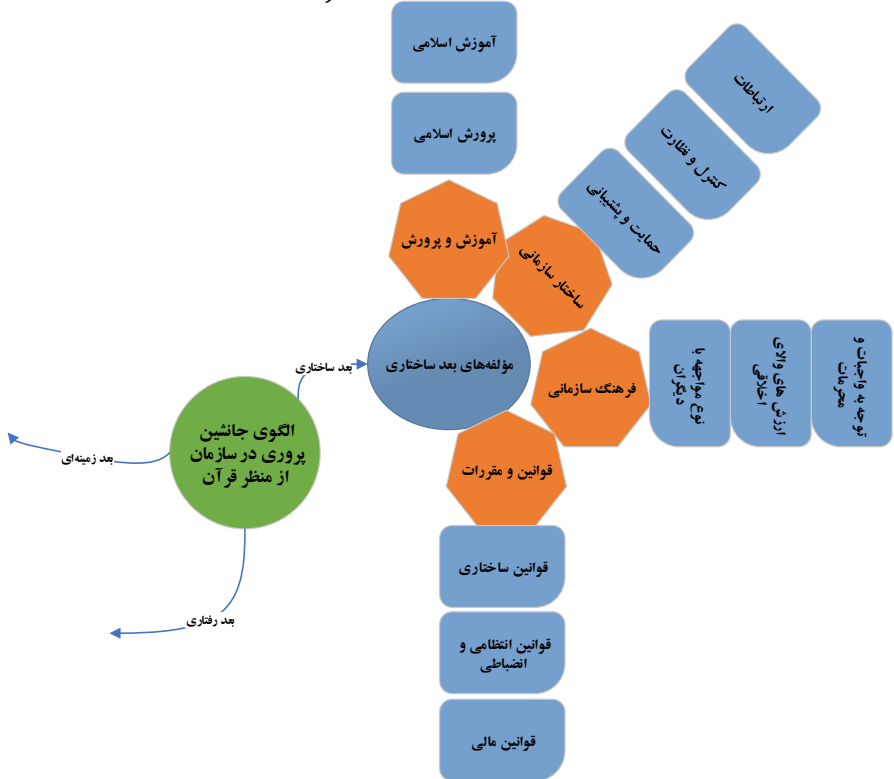 آموزش اسلامی
پرورش اسلامی
آموزش و پرورش
ارتباطات
کنترل و نظارت
حمایت و پشتیبانی
ساختار سازمانی
مؤلفه‌های بعد ساختاری
بعد ساختاری
فرهنگ سازمانی
نوع مواجهه با
دیگران
ارزش های والای
اخلاقی
توجه به واجبات و
محرمات
الگوی جانشین
پروری در سازمان
از منظر قرآن
بعد زمینه‌ای
بعد رفتاری
قوانین و مقررات
قوانین ساختاری
قوانین انتظامی و
انضباطی
قوانین مالی